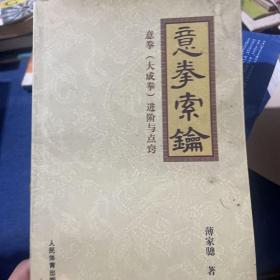 意拳索鑰
意拳（大成拳）进阶与点窍
薄家骢 著
人民体育出版